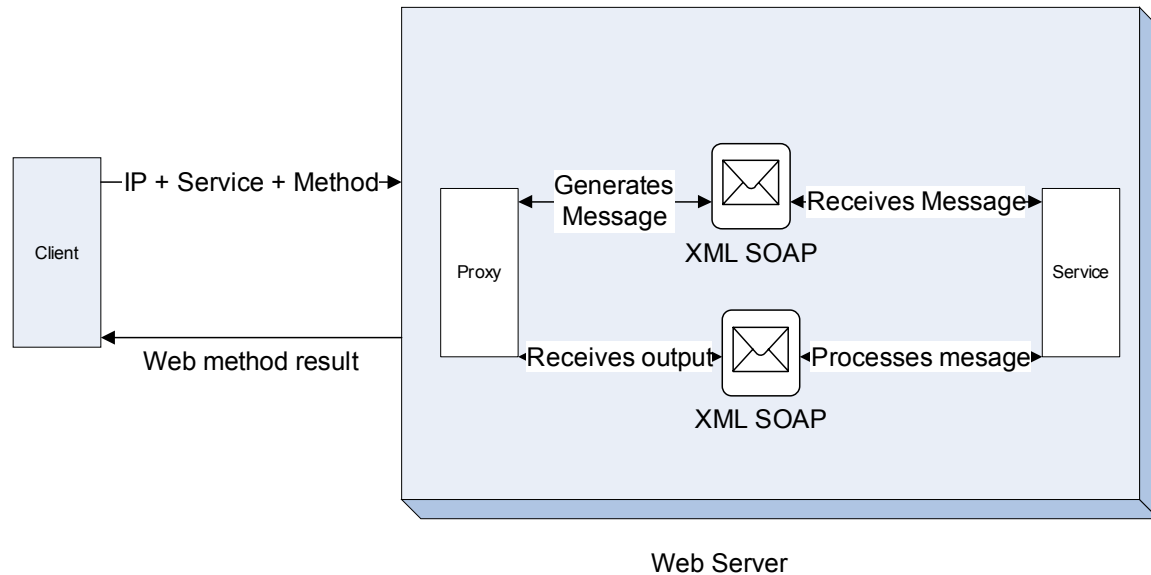 IP + Service + Method
Generates
Message
Receives Message
XML SOAP
Client
Proxy
Service
Receives output
Processes mesage
Web method result
XML SOAP
Web Server